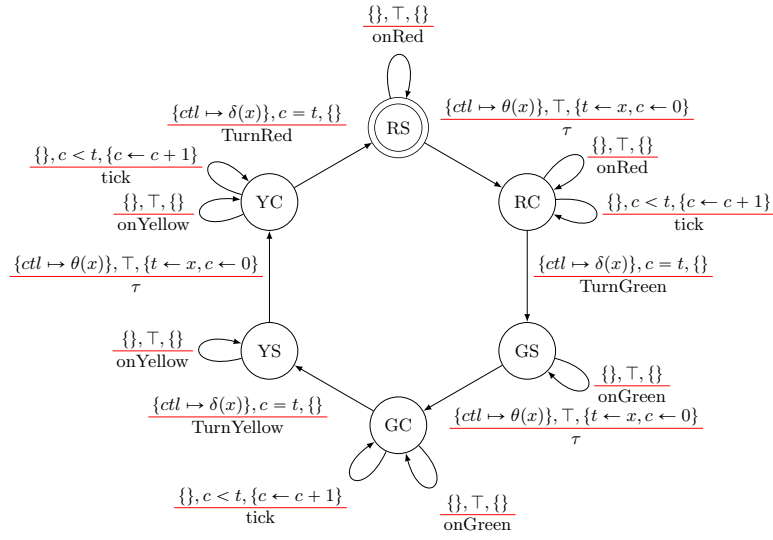 {}, ⊤, {}
onRed
{ctl ↦ δ(x)}, c = t, {}
TurnRed
RS
{ctl ↦ θ(x)}, ⊤, {t ← x, c ← 0}
τ
{}, c < t, {c ← c + 1}
tick
{}, ⊤, {}
onRed
{}, ⊤, {}
onYellow
YC
RC
{}, c < t, {c ← c + 1}
tick
{ctl ↦ θ(x)}, ⊤, {t ← x, c ← 0}
τ
{ctl ↦ δ(x)}, c = t, {}
TurnGreen
{}, ⊤, {}
onYellow
YS
GS
{}, ⊤, {}
onGreen
{ctl ↦ δ(x)}, c = t, {}
TurnYellow
GC
{ctl ↦ θ(x)}, ⊤, {t ← x, c ← 0}
τ
{}, c < t, {c ← c + 1}
tick
{}, ⊤, {}
onGreen